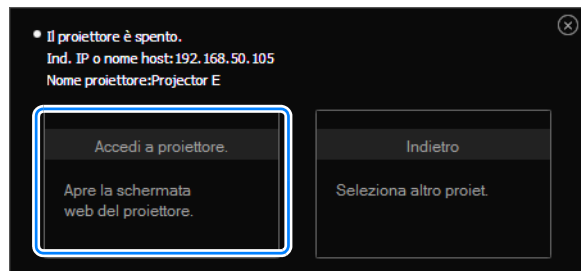 Il proiettore è spento.
Ind. IP o nome host:192.168.50.105
Nome proiettore:Projector E
Accedi a proiettore.
Apre la schermata
web del proiettore.
Indietro
Seleziona altro proiet.